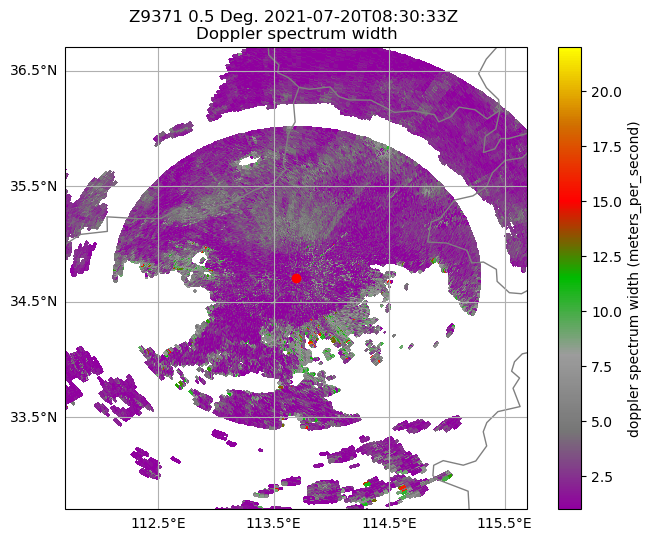 Z9371 0.5 Deg. 2021-07-20T08:30:33Z
Doppler spectrum width
36.5°N
35.5°N
34.5°N
33.5°N
112.5°E
113.5°E
114.5°E
115.5°E
20.0
17.5
15.0
12.5
10.0
7.5
5.0
2.5
doppler spectrum width (meters_per_second)